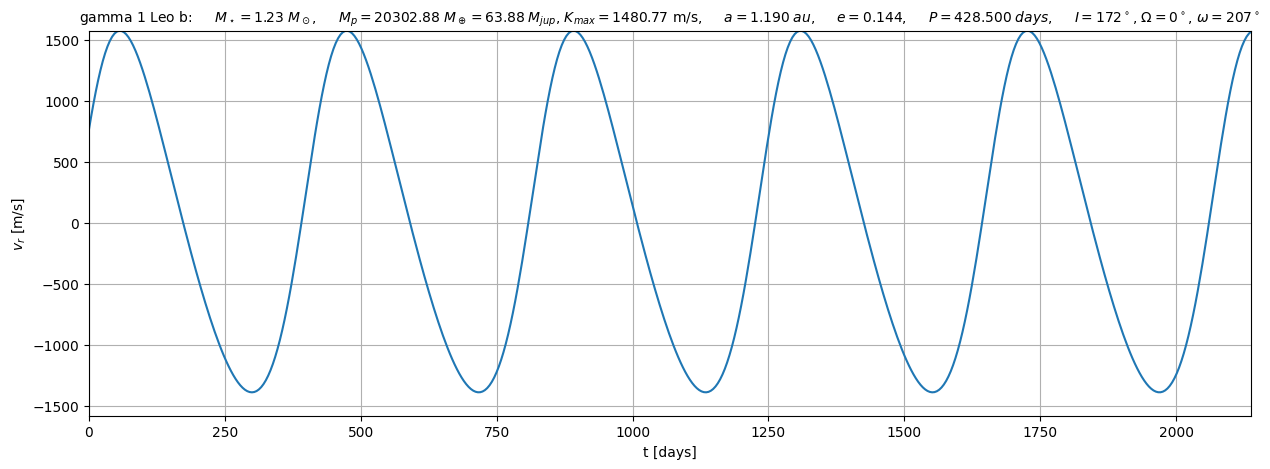 gamma 1 Leo b: M⋆ = 1.23 M⊙, Mp = 20302.88 M⊕ = 63.88 Mjup, Kmax = 1480.77 m/s, a = 1.190 au, e = 0.144, P = 428.500 days, I = 172°, Ω = 0°, ω = 207°
1500
1000
500
0
−500
−1000
−1500
vr [m/s]
0 250 500 750 1000 1250 1500 1750 2000
t [days]